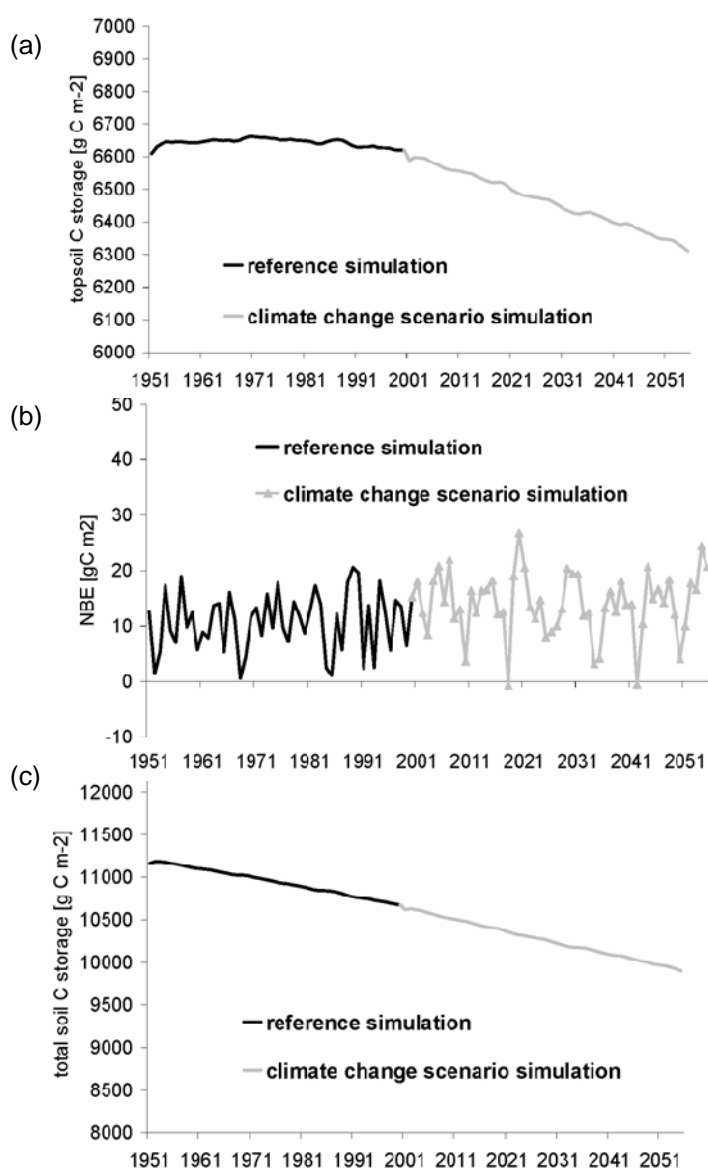 (a)
topsoil C storage [g C m-2]
7000
6900
6800
6700
6600
6500
6400
6300
6200
6100
6000
reference simulation
climate change scenario simulation
1951 1961 1971 1981 1991 2001 2011 2021 2031 2041 2051
(b)
NBE [gC m2]
50
40
30
20
10
0
-10
reference simulation
climate change scenario simulation
1951 1961 1971 1981 1991 2001 2011 2021 2031 2041 2051
(c)
total soil C storage [g C m-2]
12000
11500
11000
10500
10000
9500
9000
8500
8000
reference simulation
climate change scenario simulation
1951 1961 1971 1981 1991 2001 2011 2021 2031 2041 2051